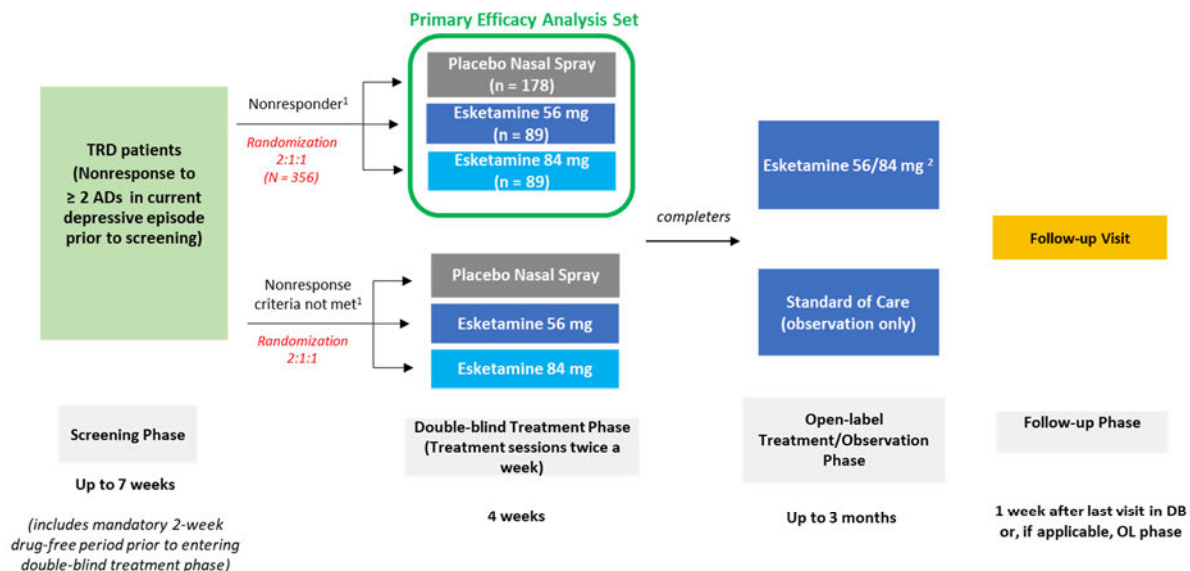 Primary Efficacy Analysis Set
TRD patients
(Nonresponse to
≥ 2 ADs in current
depressive episode
prior to screening)
Nonresponder¹
Randomization
2:1:1
(N = 356)
Placebo Nasal Spray
(n = 178)
Esketamine 56 mg
(n = 89)
Esketamine 84 mg
(n = 89)
Nonresponse
criteria not met¹
Randomization
2:1:1
Placebo Nasal Spray
Esketamine 56 mg
Esketamine 84 mg
completers
Esketamine 56/84 mg ²
Standard of Care
(observation only)
Follow-up Visit
Screening Phase
Up to 7 weeks
(includes mandatory 2-week
drug-free period prior to entering
double-blind treatment phase)
Double-blind Treatment Phase
(Treatment sessions twice a
week)
4 weeks
Open-label
Treatment/Observation
Phase
Up to 3 months
Follow-up Phase
1 week after last visit in DB
or, if applicable, OL phase